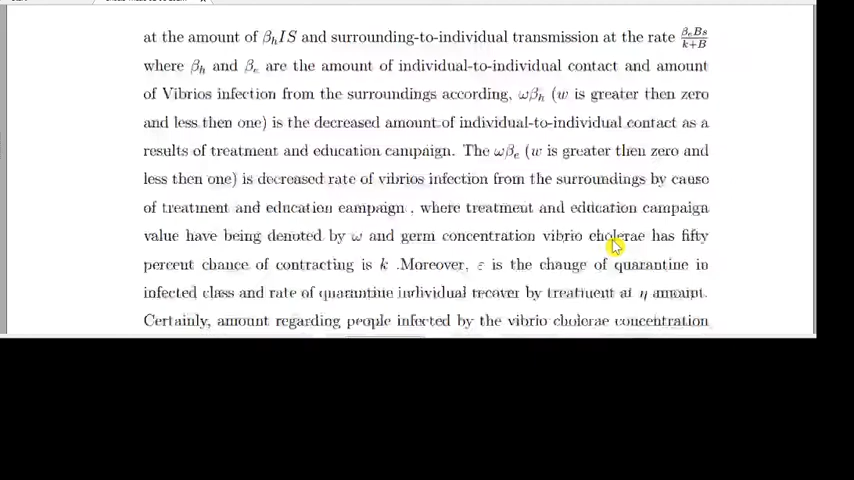 at the amount of βₕIS and surrounding-to-individual transmission at the rate βₑBs/k+B
where βₕ and βₑ are the amount of individual-to-individual contact and amount
of Vibrios infection from the surroundings according, ωβₕ (w is greater then zero
and less then one) is the decreased amount of individual-to-individual contact as a
results of treatment and education campaign. The ωβₑ (w is greater then zero and
less then one) is decreased rate of vibrios infection from the surroundings by cause
of treatment and education campaign , where treatment and education campaign
value have being denoted by ω and germ concentration vibrio cholerae has fifty
percent chance of contracting is k .Moreover, ε is the change of quarantine in
infected class and rate of quarantine individual recover by treatment at η amount.
Certainly, amount regarding people infected by the vibrio cholerae concentration